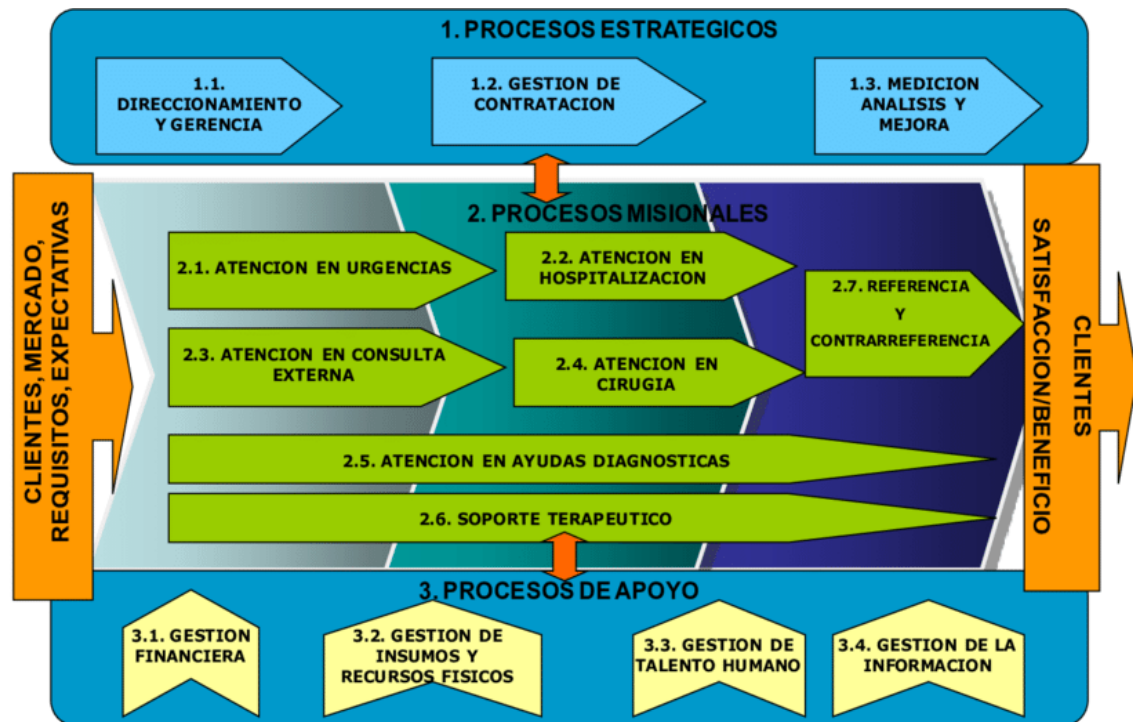 1. PROCESOS ESTRATEGICOS
1.1.
DIRECCIONAMIENTO
Y GERENCIA
1.2. GESTION DE
CONTRATACION
1.3. MEDICION
ANALISIS Y
MEJORA
CLIENTES, MERCADO,
REQUISITOS, EXPECTATIVAS
2. PROCESOS MISIONALES
2.1. ATENCION EN URGENCIAS
2.2. ATENCION EN
HOSPITALIZACION
2.3. ATENCION EN CONSULTA
EXTERNA
2.4. ATENCION EN
CIRUGIA
2.7. REFERENCIA
Y
CONTRARREFERENCIA
2.5. ATENCION EN AYUDAS DIAGNOSTICAS
2.6. SOPORTE TERAPEUTICO
CLIENTES
SATISFACCION/BENEFICIO
3. PROCESOS DE APOYO
3.1. GESTION
FINANCIERA
3.2. GESTION DE
INSUMOS Y
RECURSOS FISICOS
3.3. GESTION DE
TALENTO HUMANO
3.4. GESTION DE LA
INFORMACION